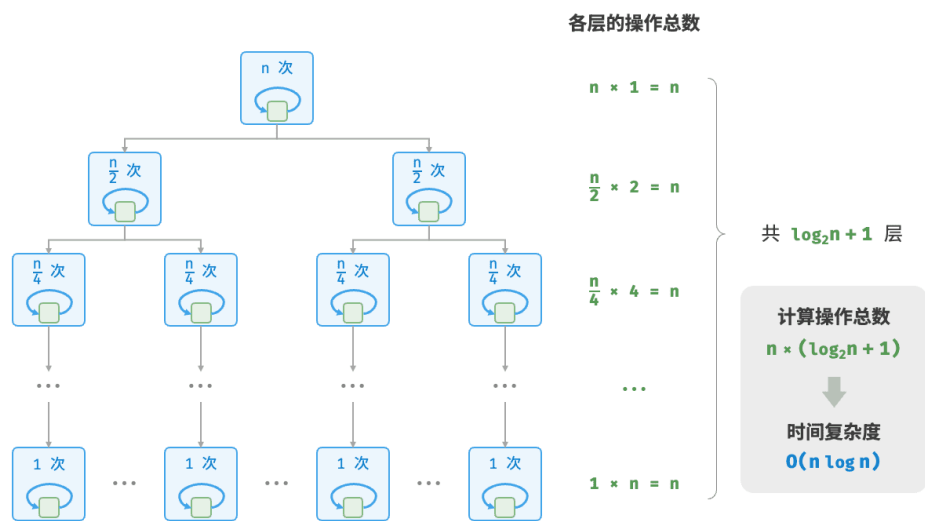 各层的操作总数
n 次
n × 1 = n
n/2 次
n/2 次
n/2 × 2 = n
共 log₂n + 1 层
n/4 次
n/4 次
n/4 次
n/4 次
n/4 × 4 = n
计算操作总数
n × (log₂n + 1)
...
...
...
...
...
时间复杂度
O(n log n)
1 次
...
1 次
...
1 次
...
1 次
1 × n = n